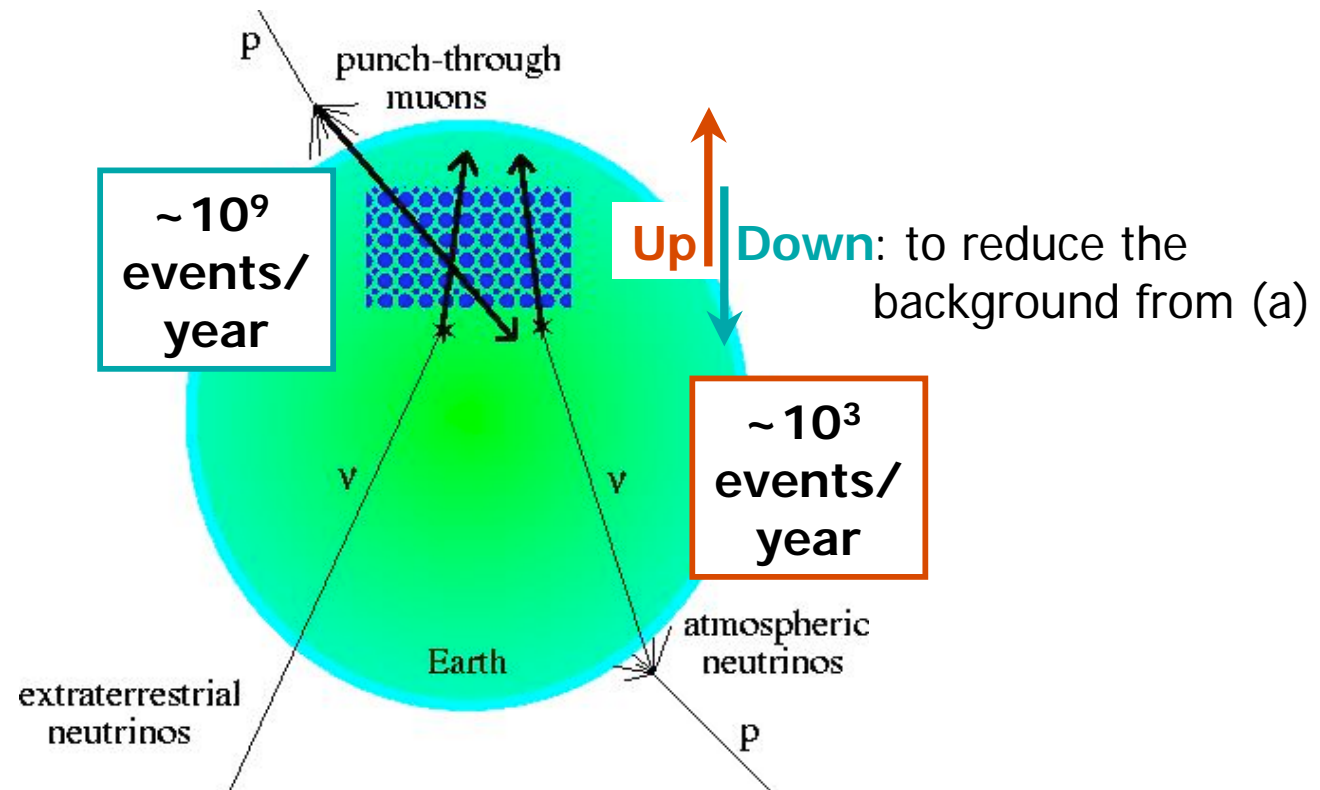 p
punch-through
muons
~10⁹
events/
year
Up Down: to reduce the
background from (a)
~10³
events/
year
ν
ν
atmospheric
neutrinos
Earth
extraterrestrial
neutrinos
p